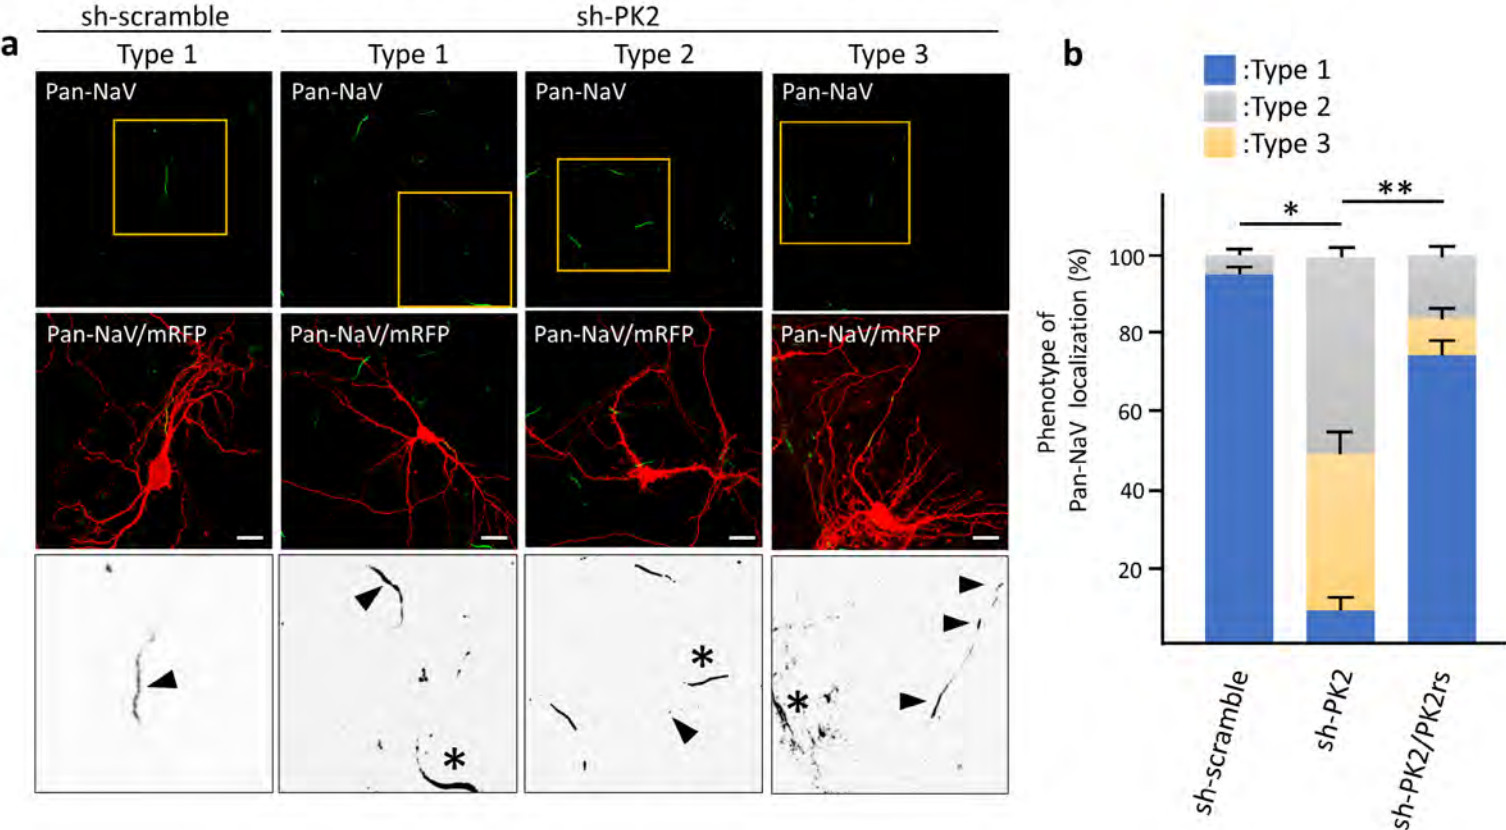 sh-scramble sh-PK2
a
Type 1 Type 1 Type 2 Type 3
Pan-NaV Pan-NaV Pan-NaV Pan-NaV
Pan-NaV/mRFP Pan-NaV/mRFP Pan-NaV/mRFP Pan-NaV/mRFP
* * *
b
:Type 1
:Type 2
:Type 3
* **
Phenotype of
Pan-NaV localization (%)
100
80
60
40
20
sh-scramble
sh-PK2
sh-PK2/PK2rs